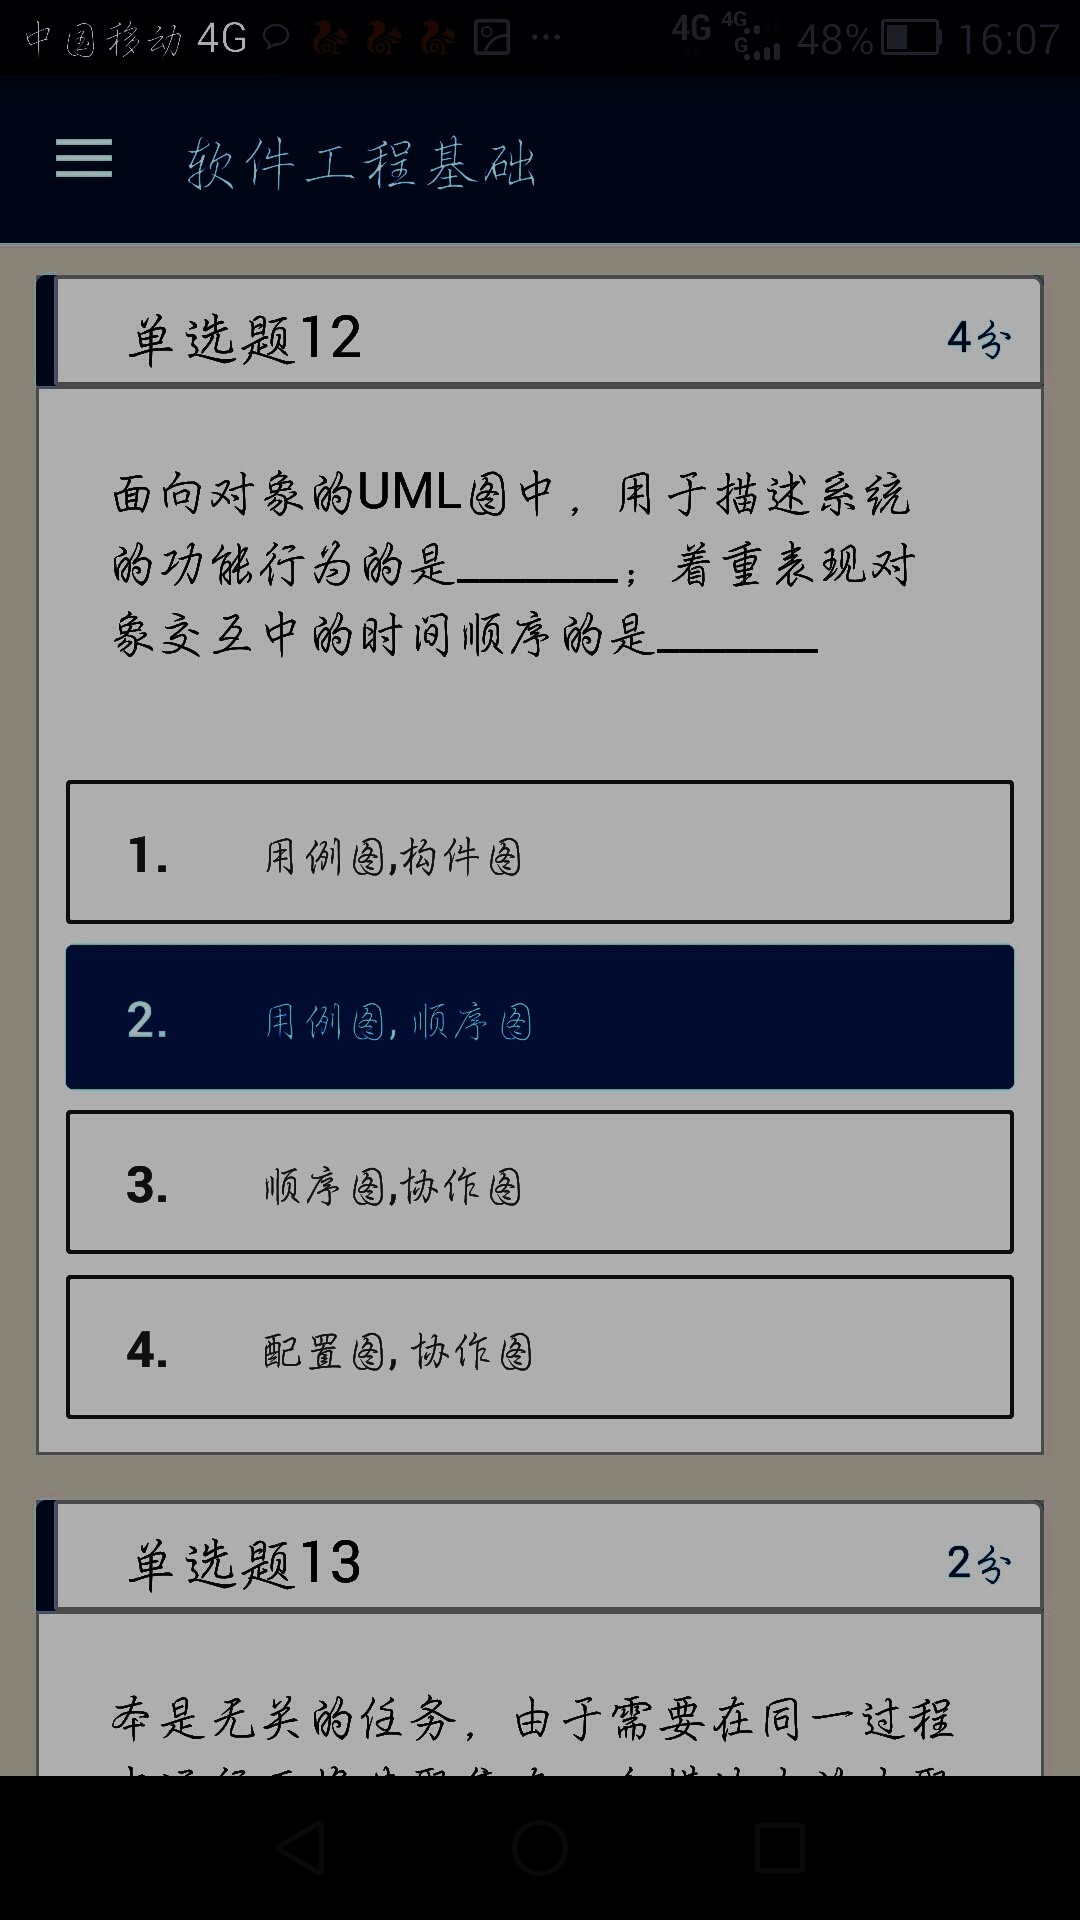 中国移动 4G 4G 4G G 48% 16:07
软件工程基础
单选题12 4分
面向对象的UML图中，用于描述系统
的功能行为的是_______；着重表现对
象交互中的时间顺序的是_______
1. 用例图,构件图
2. 用例图, 顺序图
3. 顺序图,协作图
4. 配置图, 协作图
单选题13 2分
本是无关的任务，由于需要在同一过程